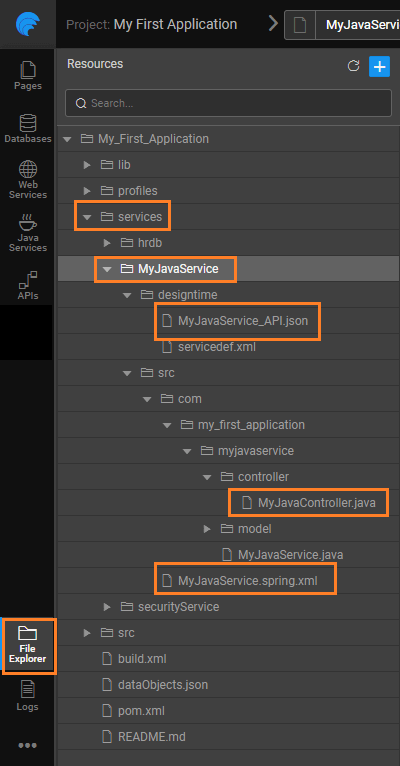 Project: My First Application
MyJavaService
Resources
Search...
Pages
Databases
Web
Services
Java
Services
APIs
My_First_Application
lib
profiles
services
hrdb
MyJavaService
designtime
MyJavaService_API.json
servicedef.xml
src
com
my_first_application
myjavaservice
controller
MyJavaController.java
model
MyJavaService.java
MyJavaService.spring.xml
securityService
src
build.xml
dataObjects.json
pom.xml
README.md
File
Explorer
Logs